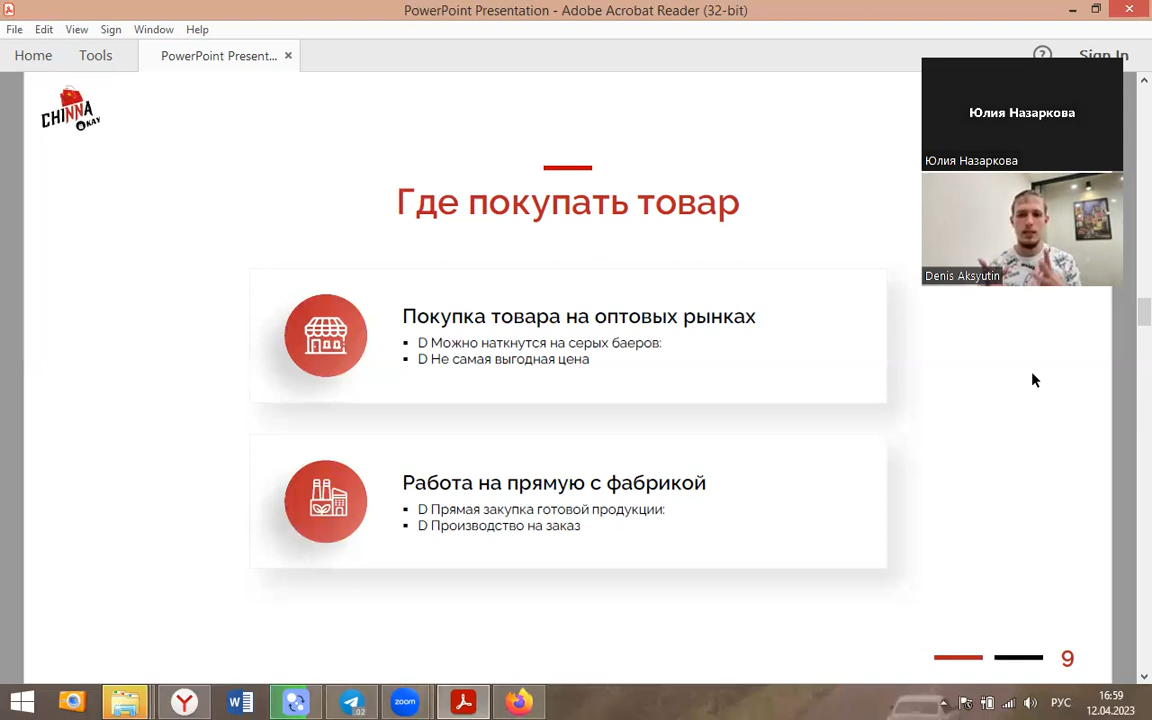 PowerPoint Presentation - Adobe Acrobat Reader (32-bit)
File Edit View Sign Window Help
Home Tools PowerPoint Present... ×
? Sign In
CHINNA
OKAY
Юлия Назаркова
Юлия Назаркова
Denis Aksyutin
Где покупать товар
Покупка товара на оптовых рынках
▪ D Можно наткнутся на серых баеров:
▪ D Не самая выгодная цена
Работа на прямую с фабрикой
▪ D Прямая закупка готовой продукции:
▪ D Производство на заказ
9
02
zoom
РУС
16:59
12.04.2023